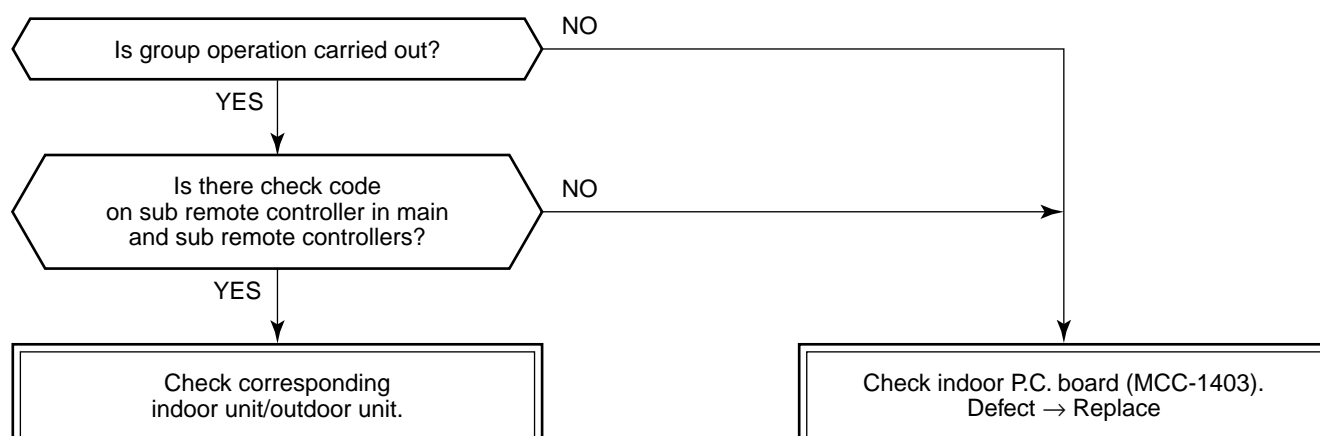 Is group operation carried out?
NO
YES
Is there check code
on sub remote controller in main
and sub remote controllers?
NO
YES
Check corresponding
indoor unit/outdoor unit.
Check indoor P.C. board (MCC-1403).
Defect → Replace